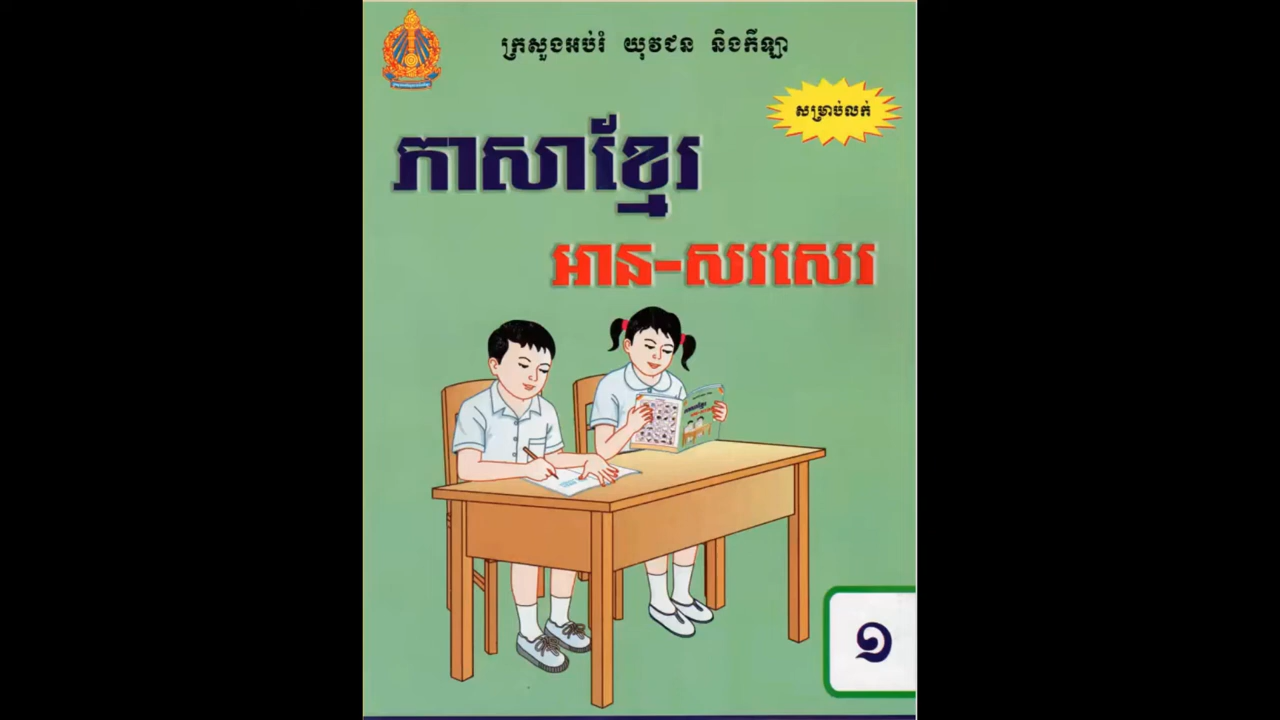 ក្រសួងអប់រំ យុវជន និងកីឡា
សម្រាប់លក់
ភាសាខ្មែរ
អាន-សរសេរ
១